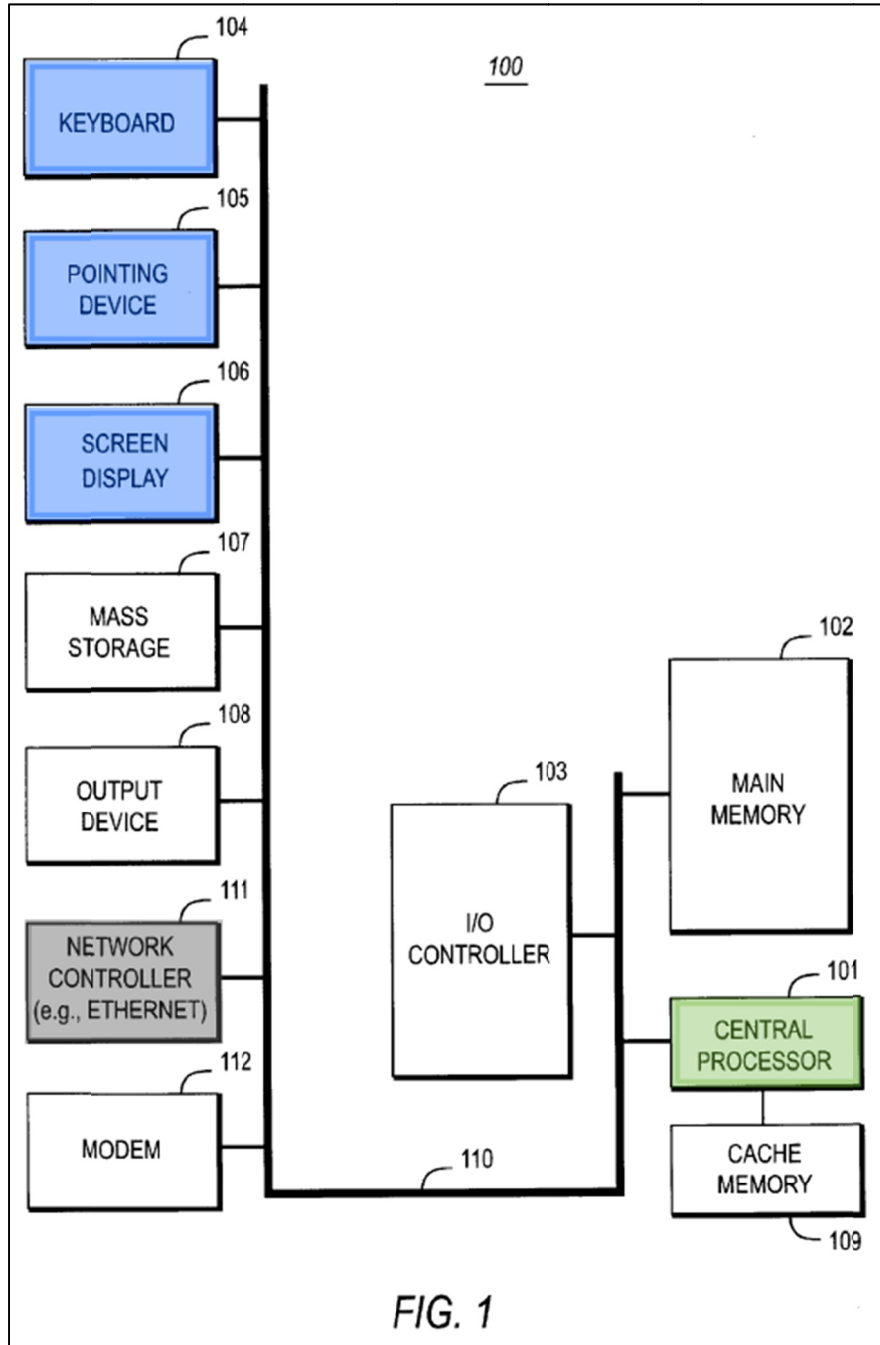 104
KEYBOARD
100
105
POINTING
DEVICE
106
SCREEN
DISPLAY
107
MASS
STORAGE
108
OUTPUT
DEVICE
111
NETWORK
CONTROLLER
(e.g., ETHERNET)
112
MODEM
110
103
I/O
CONTROLLER
102
MAIN
MEMORY
101
CENTRAL
PROCESSOR
CACHE
MEMORY
109
FIG. 1